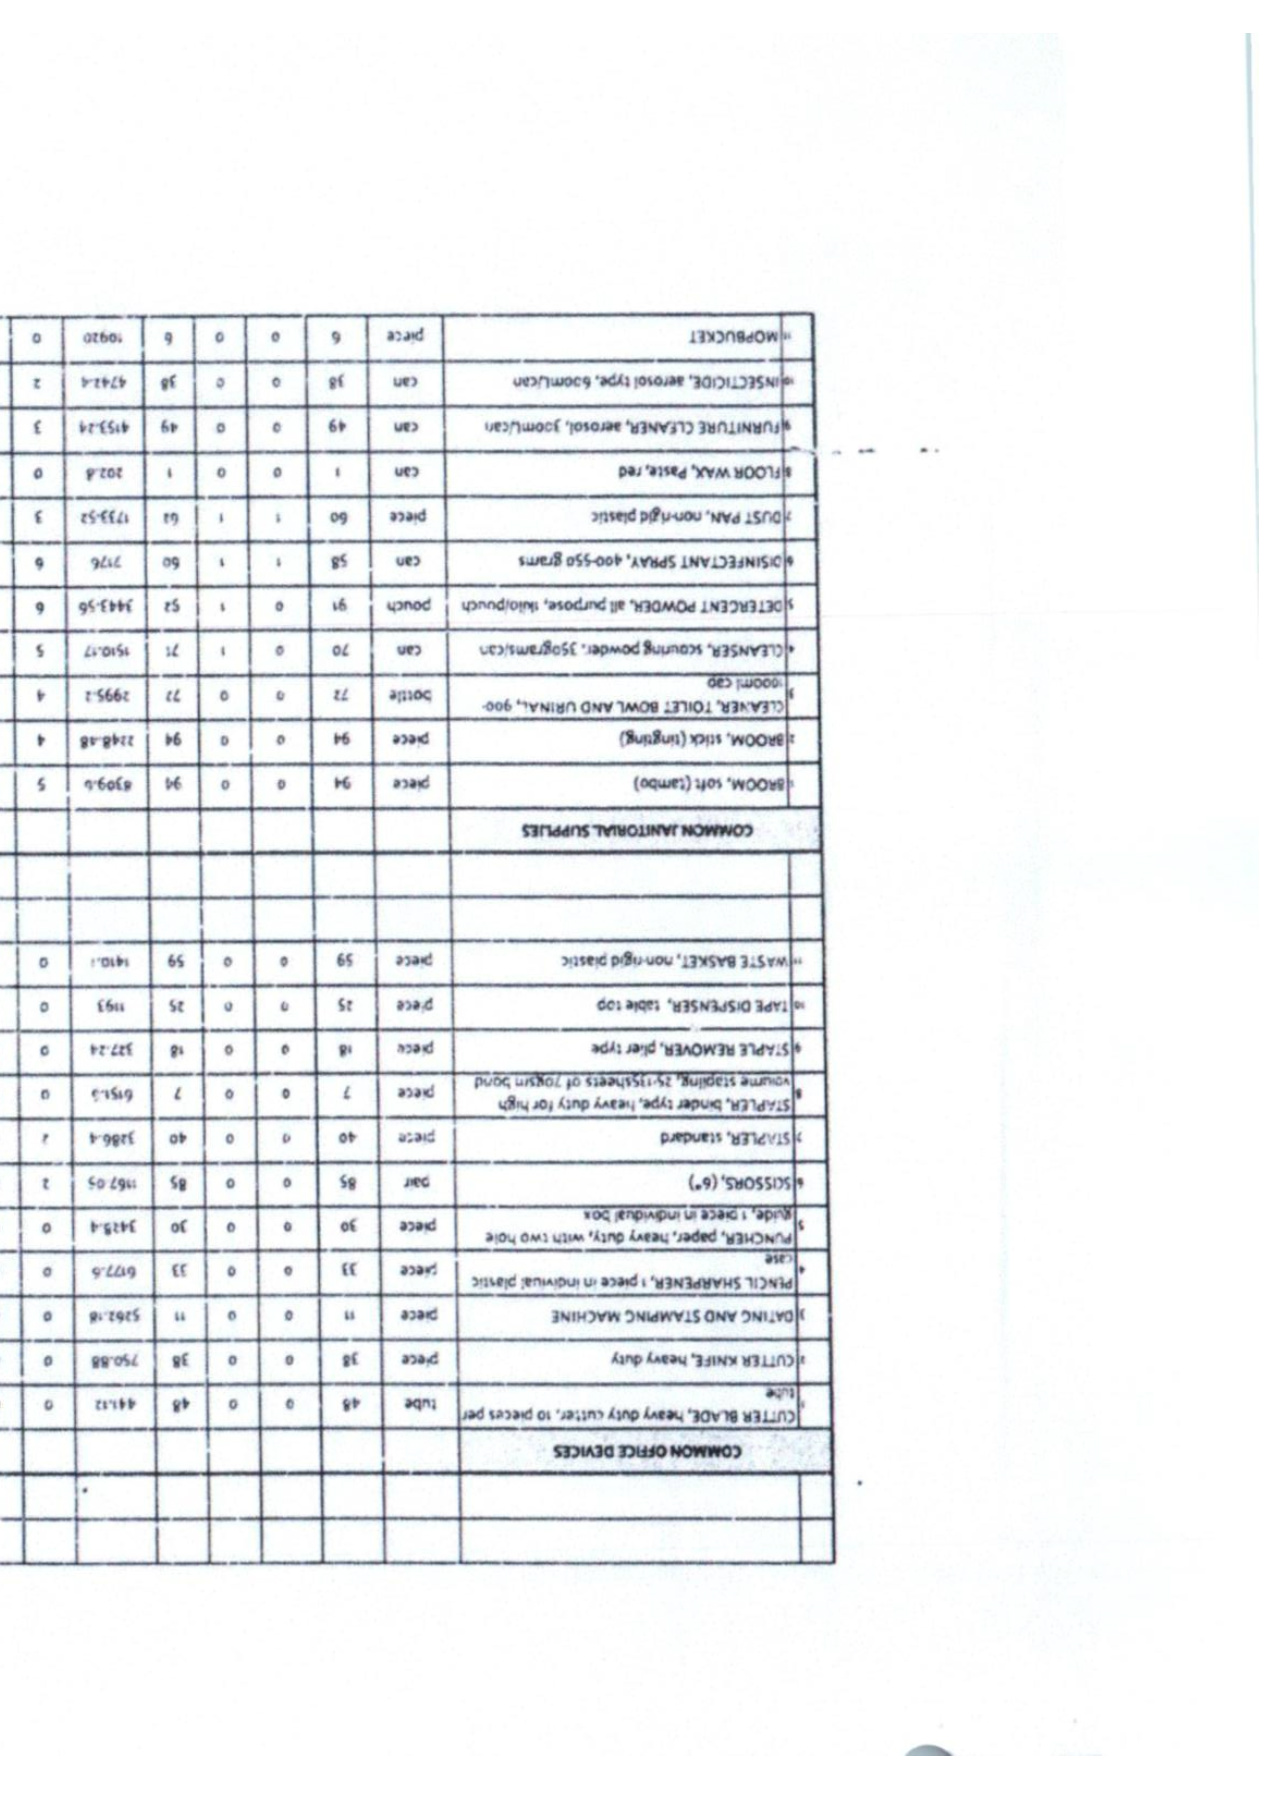 COMMON OFFICE DEVICES
1 CUTTER BLADE, heavy duty cutter, 10 pieces per tube 48 0 0 48 441.12 0
tube
2 CUTTER KNIFE, heavy duty piece 38 0 0 38 750.88 0
3 DATING AND STAMPING MACHINE piece 11 0 0 11 5262.18 0
4 PENCIL SHARPENER, 1 piece in indiviual plastic piece 33 0 0 33 6177.6 0
case
5 PUNCHER, paper, heavy duty, with two hole piece 30 0 0 30 3428.4 0
guide, 1 piece in individual box
6 SCISSORS, (6") pair 85 0 0 85 1167.05 2
7 STAPLER, standard piece 40 0 0 40 3286.4 2
8 STAPLER, binder type, heavy duty for high piece 7 0 0 7 6151.5 0
volume stapling, 25-135sheets of 70gsm bond
9 STAPLE REMOVER, plier type piece 18 0 0 18 327.24 0
10 TAPE DISPENSER, table top piece 25 0 0 25 1193 0
11 WASTE BASKET, non-rigid plastic piece 59 0 0 59 0
COMMON JANITORIAL SUPPLIES
1 BROOM, soft (tambo) piece 94 0 0 94 8309.6 5
2 BROOM, stick (tingting) piece 94 0 0 94 2248.48 4
3 CLEANER, TOILET BOWL AND URINAL, 900- bottle 72 0 0 72 2995.2 4
1000ml cap
4 CLEANSER, scouring powder, 350grams/can can 70 0 1 71 1510.17 5
5 DETERGENT POWDER, all purpose, 1kilo/pouch pouch 91 0 1 92 3443.56 6
6 DISINFECTANT SPRAY, 400-550 grams can 58 1 1 60 7176 6
7 DUST PAN, non-rigid plastic piece 60 1 1 62 1733.52 3
8 FLOOR WAX, Paste, red can 1 0 0 1 202.8 0
9 FURNITURE CLEANER, aerosol, 300ml/can can 49 0 0 49 4153.24 3
10 INSECTICIDE, aerosol type, 600ml/can can 38 0 0 38 4742.4 2
11 MOPBUCKET piece 6 0 0 6 10920 0